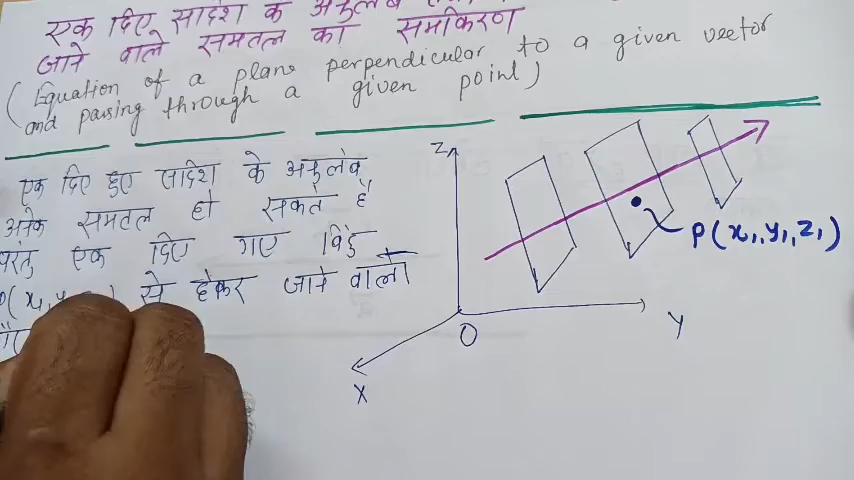 एक दिए सादिश के अनुलंब
जाने वाले समतल का समीकरण
(Equation of a plane perpendicular to a given vector
and passing through a given point)
एक दिए हुए सादिश के अनुलंब
अनेक समतल हो सकते है
परंतु एक दिए गए बिंदु
से होकर जाने वाली
Z
P(x₁,y₁,z₁)
O
Y
X